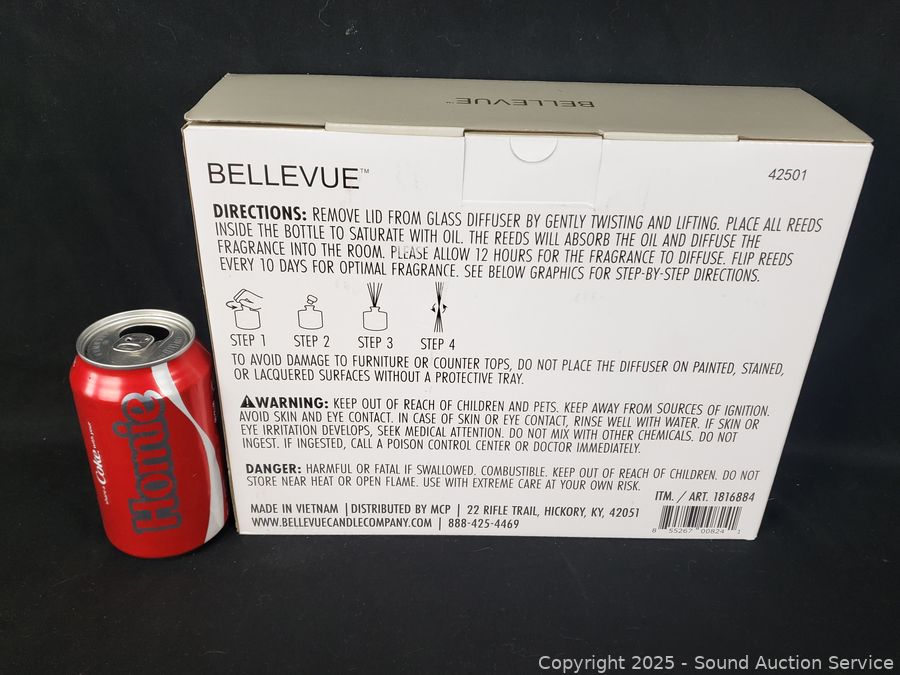 BELLEVUE™
BELLEVUE™
42501
DIRECTIONS: REMOVE LID FROM GLASS DIFFUSER BY GENTLY TWISTING AND LIFTING. PLACE ALL REEDS
INSIDE THE BOTTLE TO SATURATE WITH OIL. THE REEDS WILL ABSORB THE OIL AND DIFFUSE THE
FRAGRANCE INTO THE ROOM. PLEASE ALLOW 12 HOURS FOR THE FRAGRANCE TO DIFFUSE. FLIP REEDS
EVERY 10 DAYS FOR OPTIMAL FRAGRANCE. SEE BELOW GRAPHICS FOR STEP-BY-STEP DIRECTIONS.
STEP 1 STEP 2 STEP 3 STEP 4
TO AVOID DAMAGE TO FURNITURE OR COUNTER TOPS, DO NOT PLACE THE DIFFUSER ON PAINTED, STAINED,
OR LACQUERED SURFACES WITHOUT A PROTECTIVE TRAY.
⚠WARNING: KEEP OUT OF REACH OF CHILDREN AND PETS. KEEP AWAY FROM SOURCES OF IGNITION.
AVOID SKIN AND EYE CONTACT. IN CASE OF SKIN OR EYE CONTACT, RINSE WELL WITH WATER. IF SKIN OR
EYE IRRITATION DEVELOPS, SEEK MEDICAL ATTENTION. DO NOT MIX WITH OTHER CHEMICALS. DO NOT
INGEST. IF INGESTED, CALL A POISON CONTROL CENTER OR DOCTOR IMMEDIATELY.
DANGER: HARMFUL OR FATAL IF SWALLOWED. COMBUSTIBLE. KEEP OUT OF REACH OF CHILDREN. DO NOT
STORE NEAR HEAT OR OPEN FLAME. USE WITH EXTREME CARE AT YOUR OWN RISK.
ITM. / ART. 1816884
MADE IN VIETNAM | DISTRIBUTED BY MCP | 22 RIFLE TRAIL, HICKORY, KY, 42051
WWW.BELLEVUECANDLECOMPANY.COM | 888-425-4469
8 55267 00824 1
Share a Coke with your
Homie
Copyright 2025 - Sound Auction Service